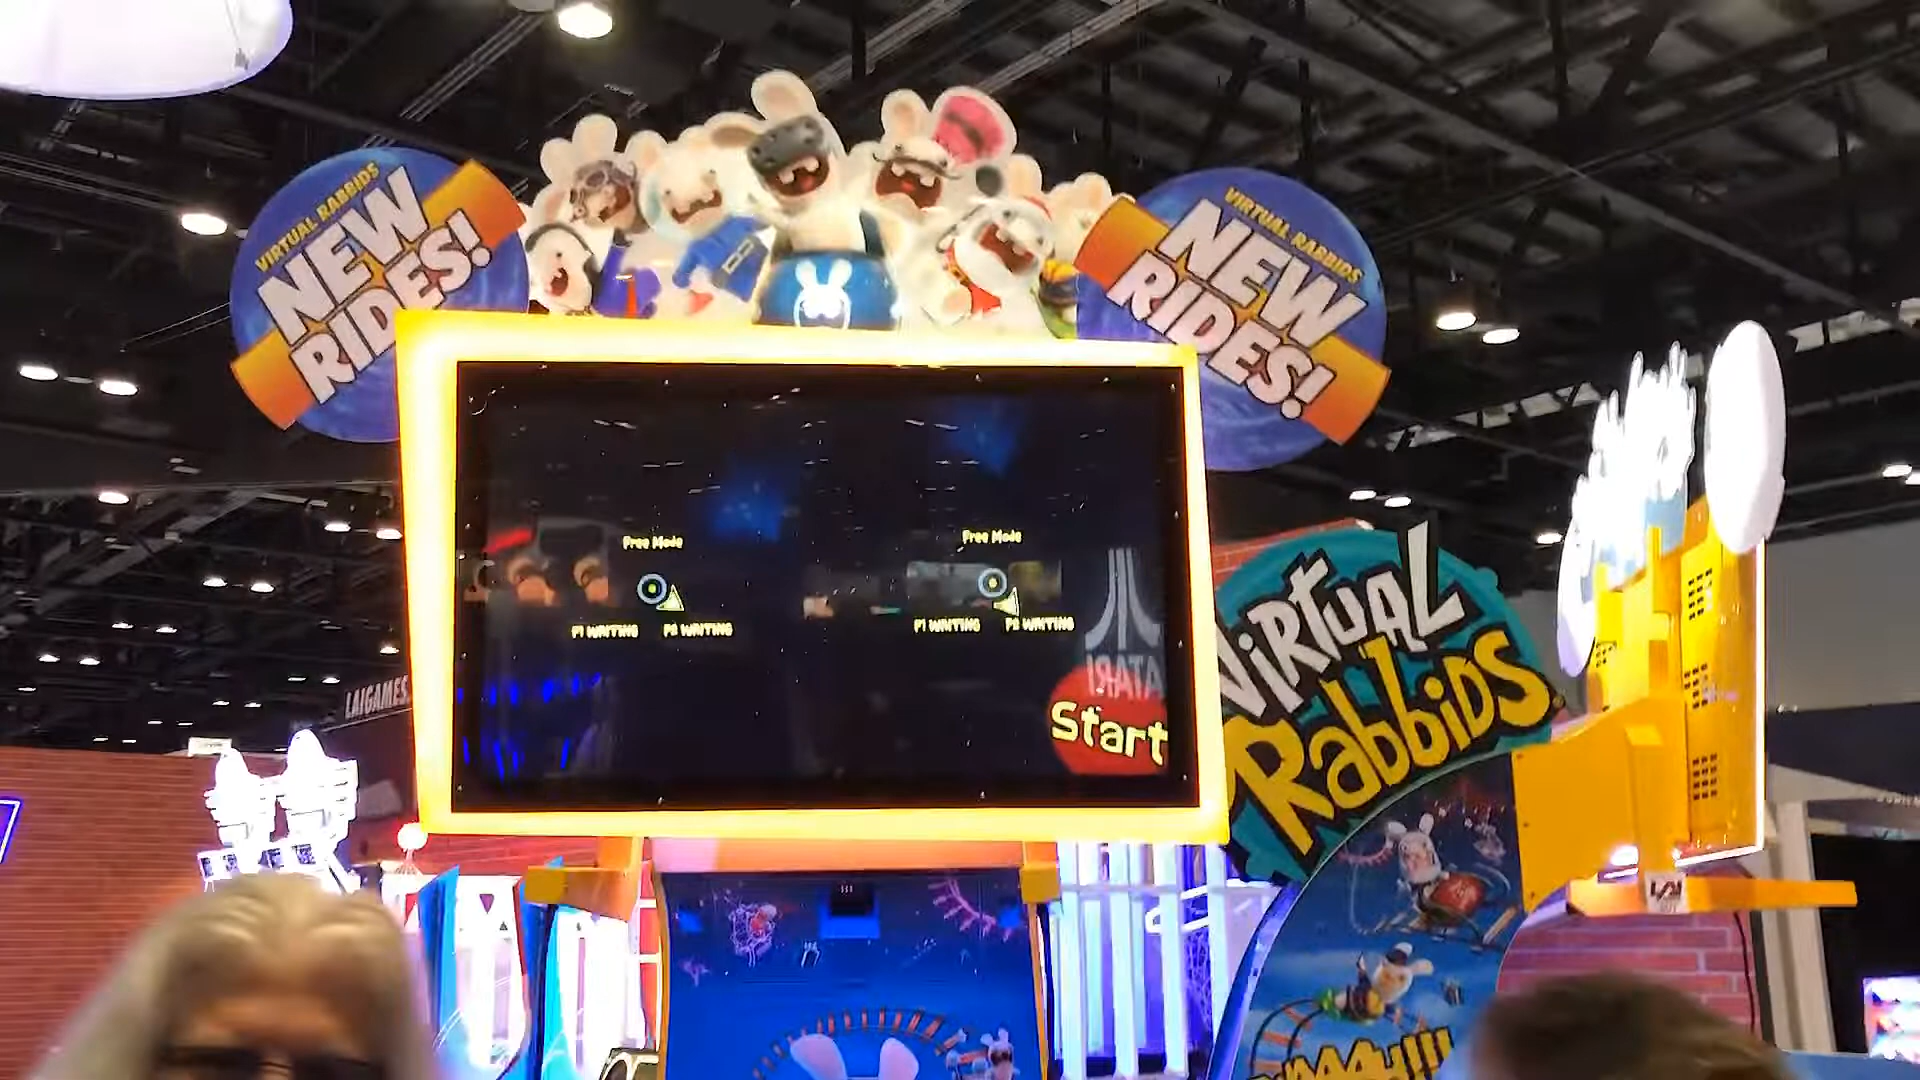 VIRTUAL RABBIDS
NEW
RIDES!
VIRTUAL RABBIDS
NEW
RIDES!
Free Mode
P1 WAITING P2 WAITING
Free Mode
P1 WAITING P2 WAITING
ATARI
Start
VIRTUAL
RabbidS
LAIGAMES.
LAI